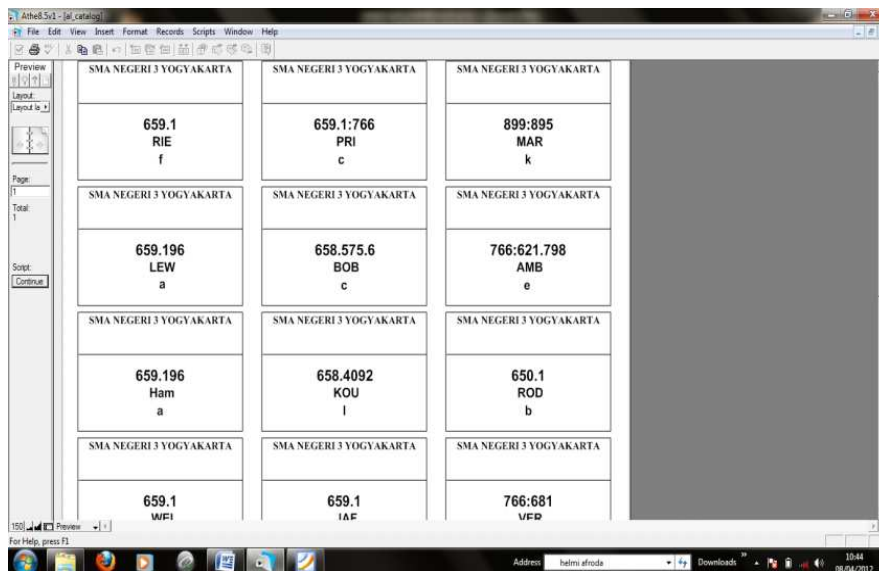 Athe8.5v1 - [al_catalog]
File Edit View Insert Format Records Scripts Window Help
Preview
Layout:
Layout la
Page:
1
Total:
1
Script:
Continue
SMA NEGERI 3 YOGYAKARTA SMA NEGERI 3 YOGYAKARTA SMA NEGERI 3 YOGYAKARTA
659.1 659.1:766 899:895
RIE PRI MAR
f c k
SMA NEGERI 3 YOGYAKARTA SMA NEGERI 3 YOGYAKARTA SMA NEGERI 3 YOGYAKARTA
659.196 658.575.6 766:621.798
LEW BOB AMB
a c e
SMA NEGERI 3 YOGYAKARTA SMA NEGERI 3 YOGYAKARTA SMA NEGERI 3 YOGYAKARTA
659.196 658.4092 650.1
Ham KOU ROD
a l b
SMA NEGERI 3 YOGYAKARTA SMA NEGERI 3 YOGYAKARTA SMA NEGERI 3 YOGYAKARTA
659.1 659.1 766:681
150 Preview
For Help, press F1
Address helmi afroda Downloads 10:44
08/04/2012